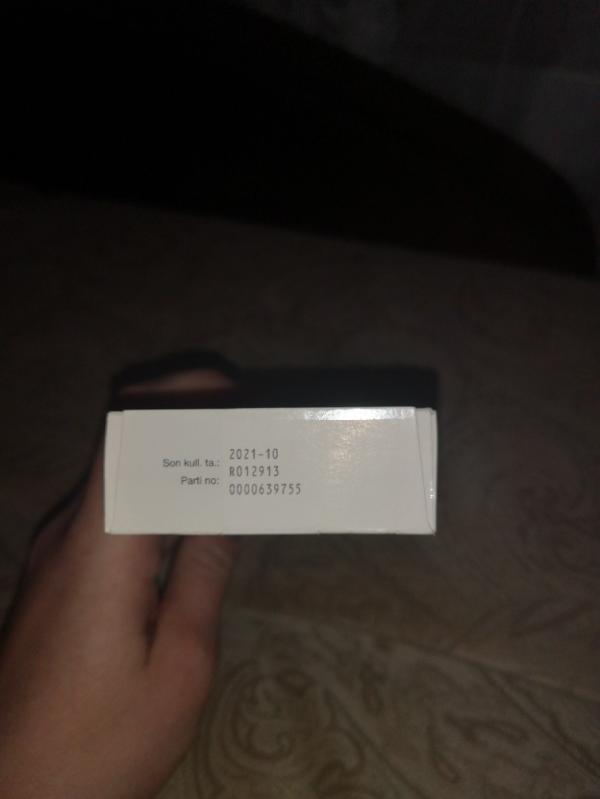 Son kull. ta.: 2021-10
Parti no: R012913
0000639755